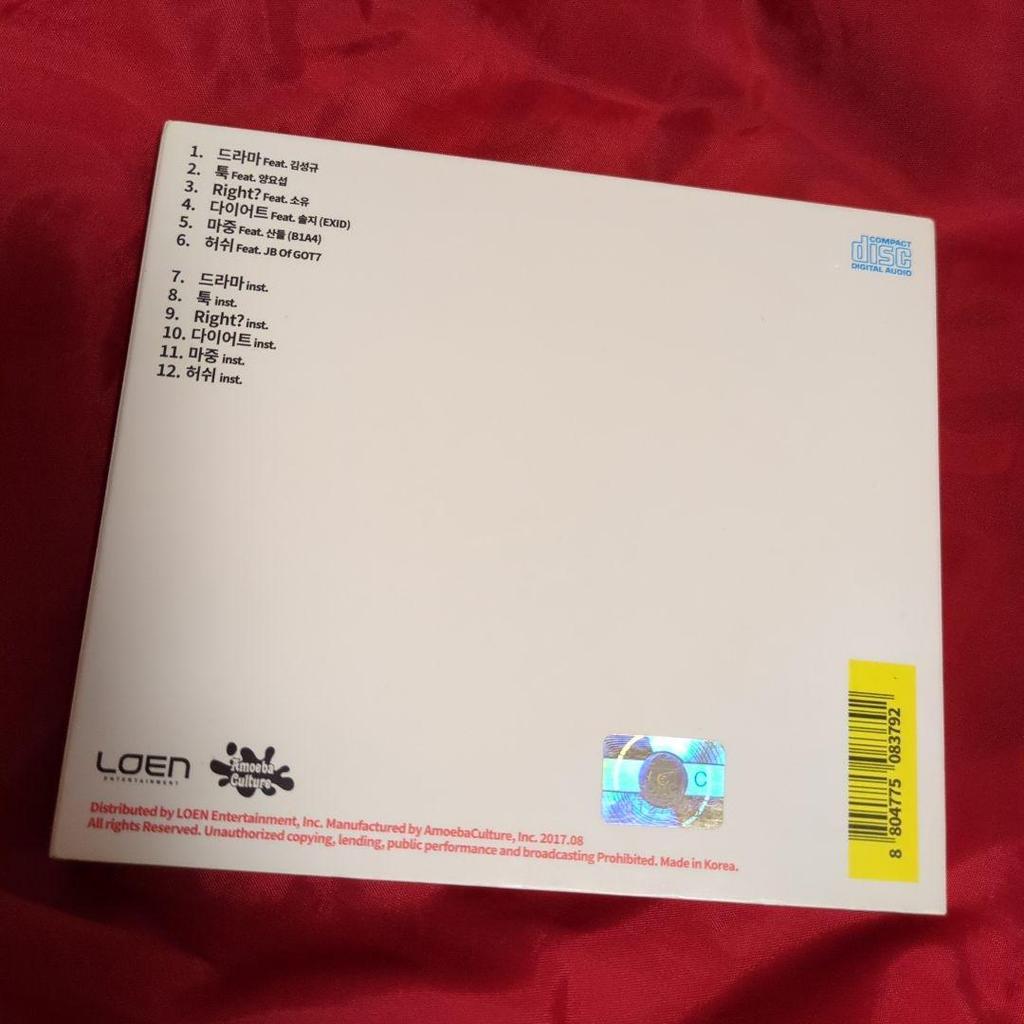 1. 드라마 Feat. 김성규
2. 툭 Feat. 양요섭
3. Right? Feat. 소유
4. 다이어트 Feat. 솔지 (EXID)
5. 마중 Feat. 산들 (B1A4)
6. 허쉬 Feat. JB Of GOT7
7. 드라마 inst.
8. 툭 inst.
9. Right? inst.
10. 다이어트 inst.
11. 마중 inst.
12. 허쉬 inst.
COMPACT
disc
DIGITAL AUDIO
LOEN
ENTERTAINMENT
Amoeba
Culture
C
8 804775 083792
Distributed by LOEN Entertainment, Inc. Manufactured by AmoebaCulture, Inc. 2017.08
All rights Reserved. Unauthorized copying, lending, public performance and broadcasting Prohibited. Made in Korea.